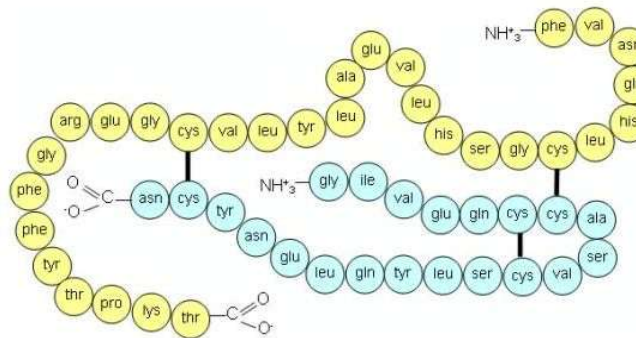 NH+3
phe
val
asn
his
leu
cys
gly
ser
his
leu
val
glu
ala
leu
tyr
leu
val
cys
gly
glu
arg
gly
phe
phe
tyr
thr
pro
lys
thr
C
O
O-
NH+3
gly
ile
val
glu
gln
cys
cys
ala
ser
val
cys
ser
leu
tyr
gln
leu
glu
asn
tyr
cys
asn
C
O
-O